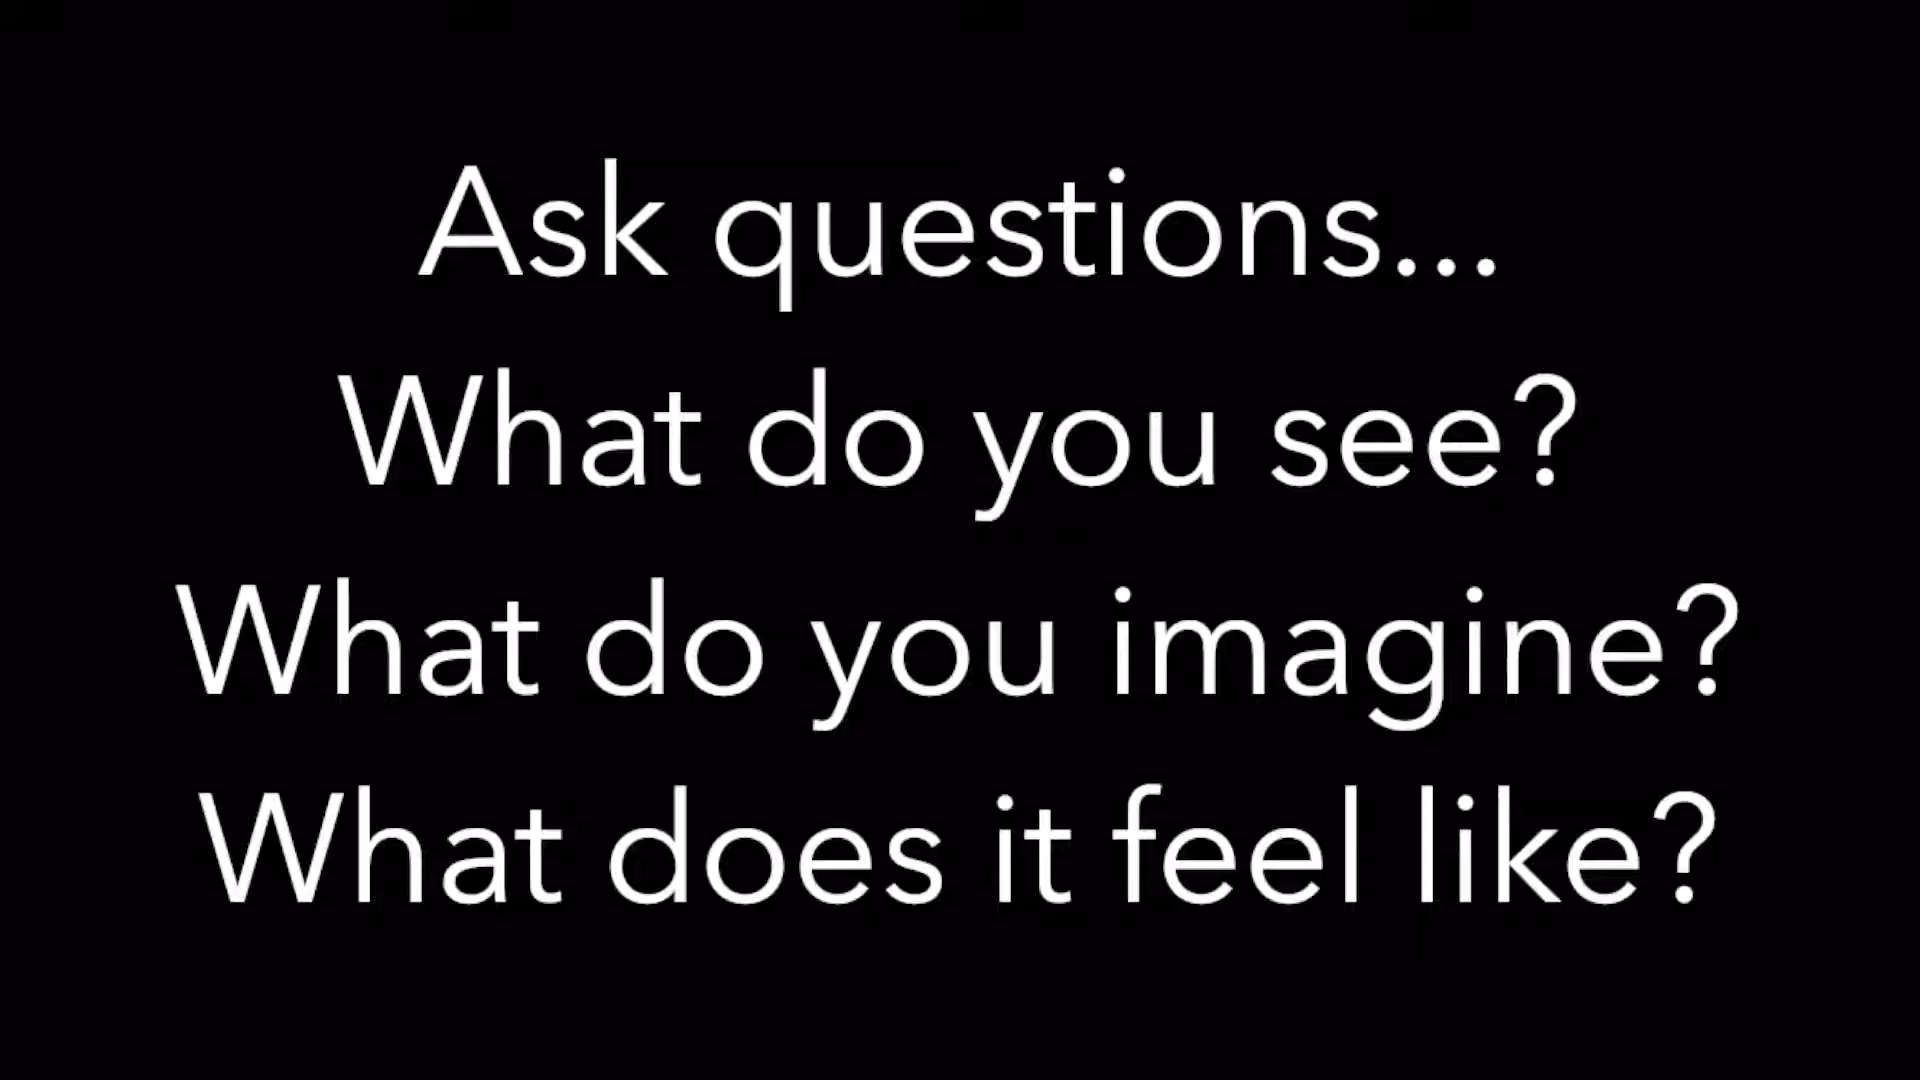 Ask questions...
What do you see?
What do you imagine?
What does it feel like?